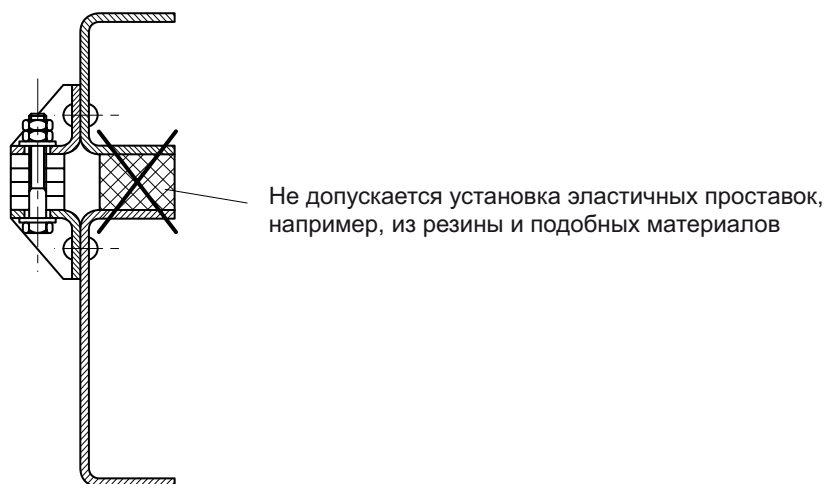 Не допускается установка эластичных проставок,
например, из резины и подобных материалов